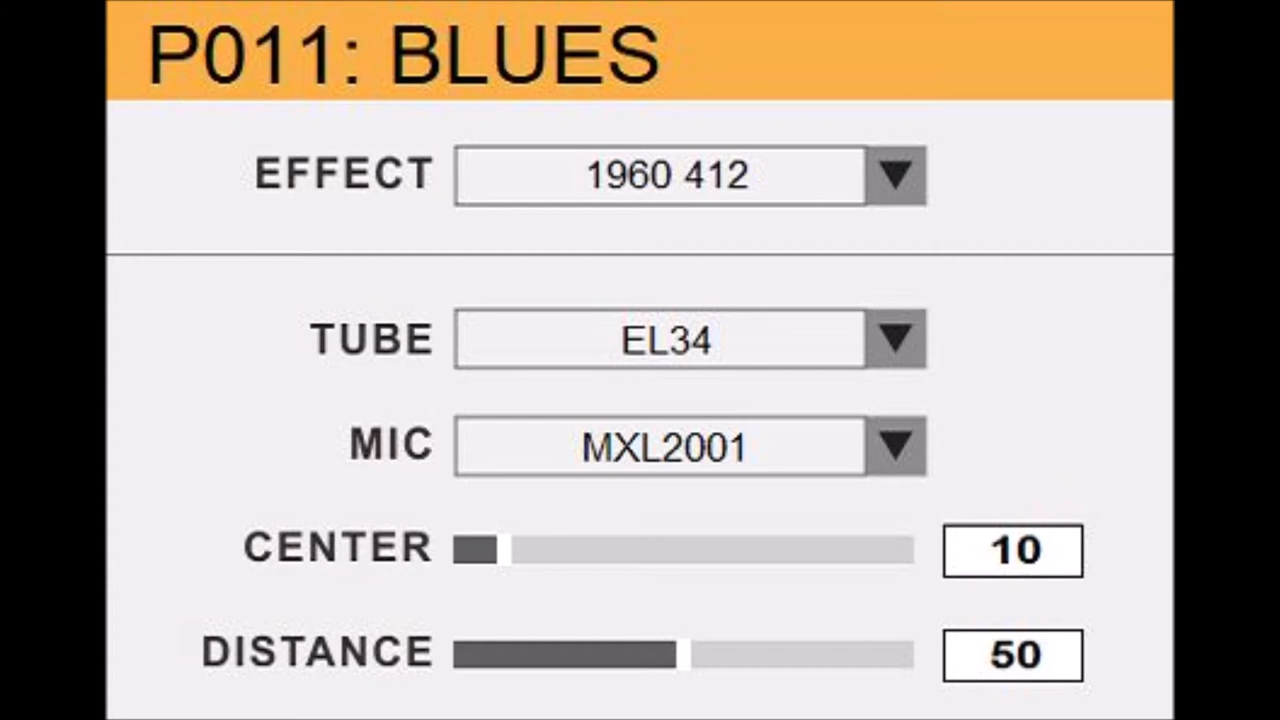 P011: BLUES
EFFECT 1960 412
TUBE EL34
MIC MXL2001
CENTER 10
DISTANCE 50